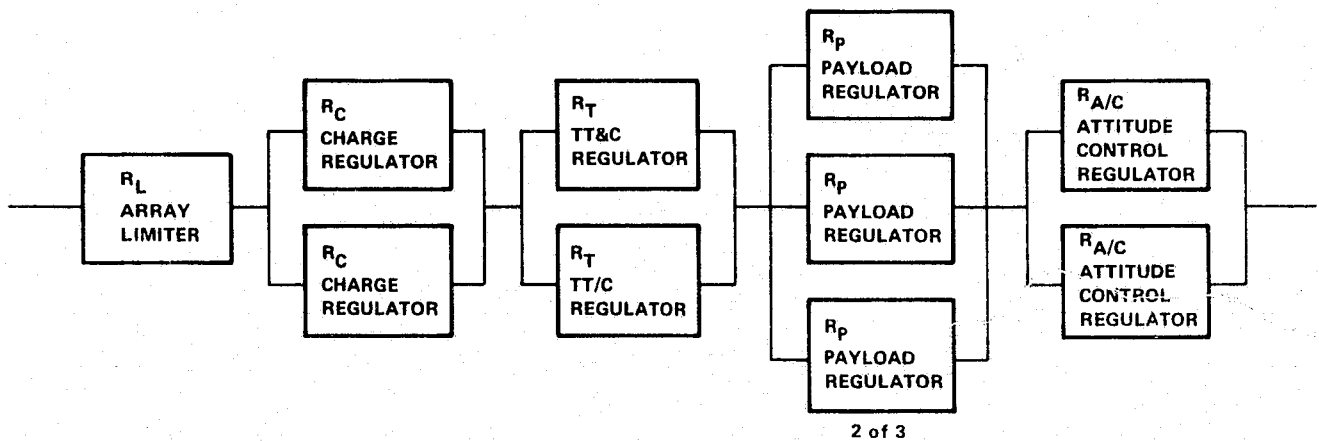 R_L
ARRAY
LIMITER
R_C
CHARGE
REGULATOR
R_C
CHARGE
REGULATOR
R_T
TT&C
REGULATOR
R_T
TT/C
REGULATOR
R_P
PAYLOAD
REGULATOR
R_P
PAYLOAD
REGULATOR
R_P
PAYLOAD
REGULATOR
2 of 3
R_A/C
ATTITUDE
CONTROL
REGULATOR
R_A/C
ATTITUDE
CONTROL
REGULATOR